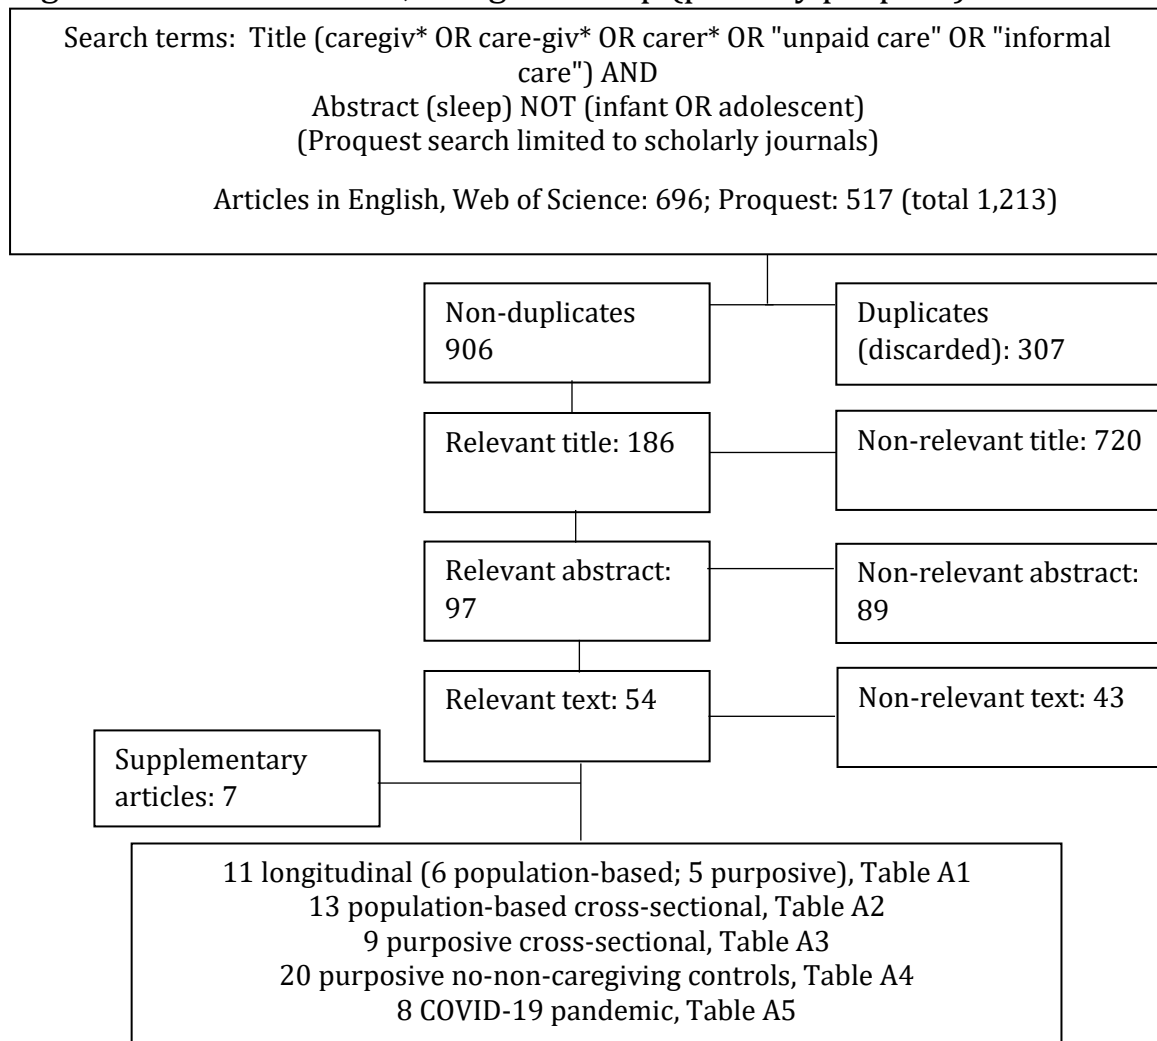 Search terms: Title (caregiv* OR care-giv* OR carer* OR "unpaid care" OR "informal
care") AND
Abstract (sleep) NOT (infant OR adolescent)
(Proquest search limited to scholarly journals)
Articles in English, Web of Science: 696; Proquest: 517 (total 1,213)
Non-duplicates
906
Duplicates
(discarded): 307
Relevant title: 186
Non-relevant title: 720
Relevant abstract:
97
Non-relevant abstract:
89
Relevant text: 54
Non-relevant text: 43
Supplementary
articles: 7
11 longitudinal (6 population-based; 5 purposive), Table A1
13 population-based cross-sectional, Table A2
9 purposive cross-sectional, Table A3
20 purposive no-non-caregiving controls, Table A4
8 COVID-19 pandemic, Table A5